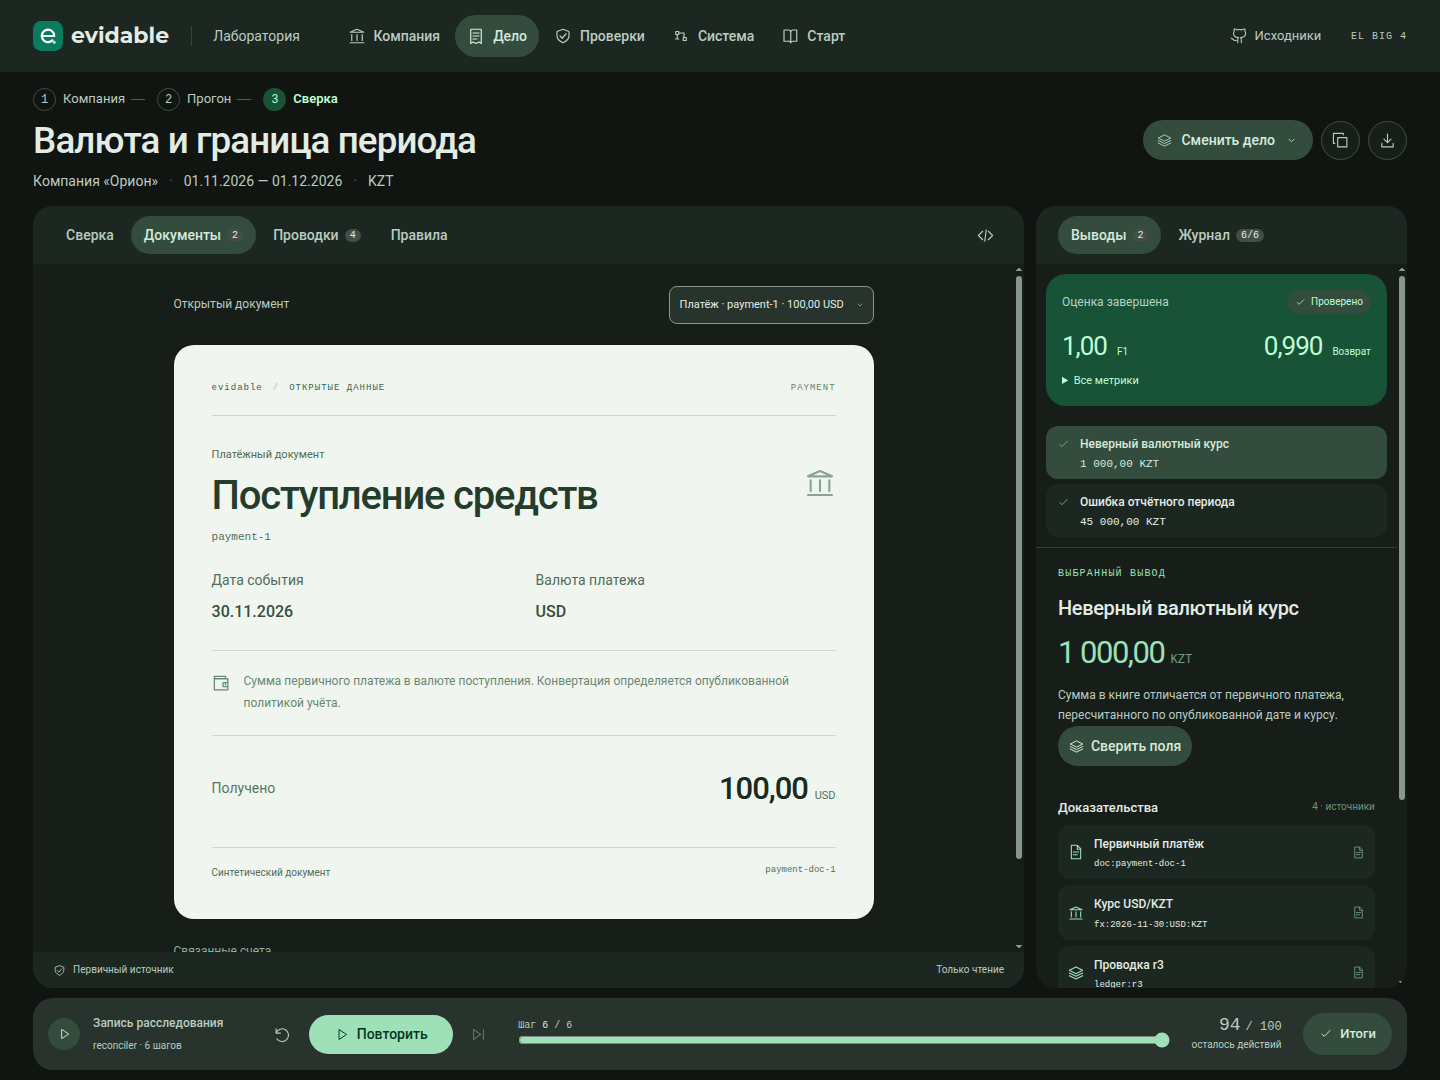 evidable
Лаборатория
Компания
Дело
Проверки
Система
Старт
Исходники
EL BIG 4
1 Компания — 2 Прогон — 3 Сверка
Валюта и граница периода
Сменить дело
Компания «Орион» · 01.11.2026 — 01.12.2026 · KZT
Сверка
Документы 2
Проводки 4
Правила
Открытый документ
Платёж · payment-1 · 100,00 USD
evidable / ОТКРЫТЫЕ ДАННЫЕ
PAYMENT
Платёжный документ
Поступление средств
payment-1
Дата события
Валюта платежа
30.11.2026
USD
Сумма первичного платежа в валюте поступления. Конвертация определяется опубликованной
политикой учёта.
Получено
100,00 USD
Синтетический документ
payment-doc-1
Связанные счета
Первичный источник
Только чтение
Выводы 2
Журнал 6/6
Оценка завершена
Проверено
1,00 F1
0,990 Возврат
Все метрики
Неверный валютный курс
1 000,00 KZT
Ошибка отчётного периода
45 000,00 KZT
ВЫБРАННЫЙ ВЫВОД
Неверный валютный курс
1 000,00 KZT
Сумма в книге отличается от первичного платежа,
пересчитанного по опубликованной дате и курсу.
Сверить поля
Доказательства
4 · источники
Первичный платёж
doc:payment-doc-1
Курс USD/KZT
fx:2026-11-30:USD:KZT
Проводка r3
ledger:r3
Запись расследования
reconciler · 6 шагов
Повторить
Шаг 6 / 6
94 / 100
осталось действий
Итоги